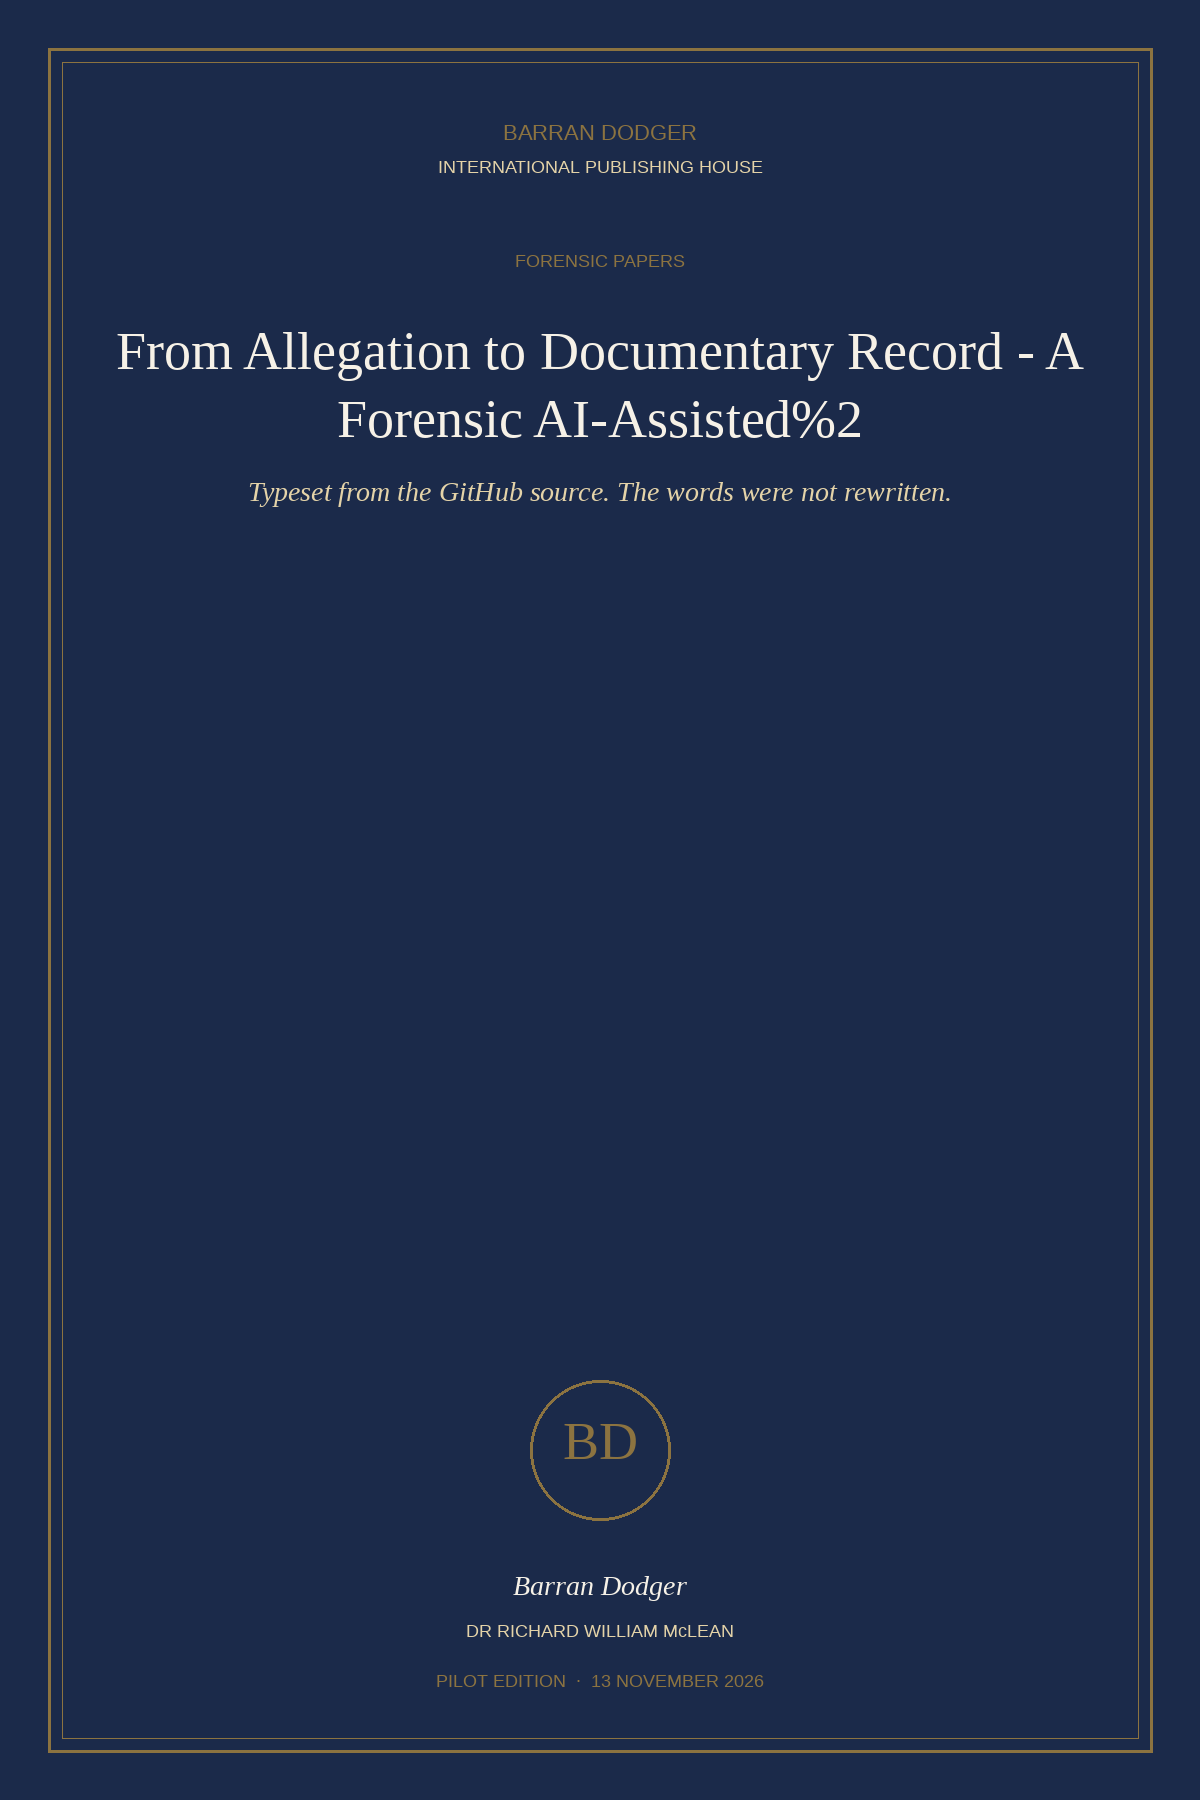 BARRAN DODGER
INTERNATIONAL PUBLISHING HOUSE
FORENSIC PAPERS
From Allegation to Documentary Record - A
Forensic AI-Assisted%2
Typeset from the GitHub source. The words were not rewritten.
BD
Barran Dodger
DR RICHARD WILLIAM McLEAN
PILOT EDITION · 13 NOVEMBER 2026